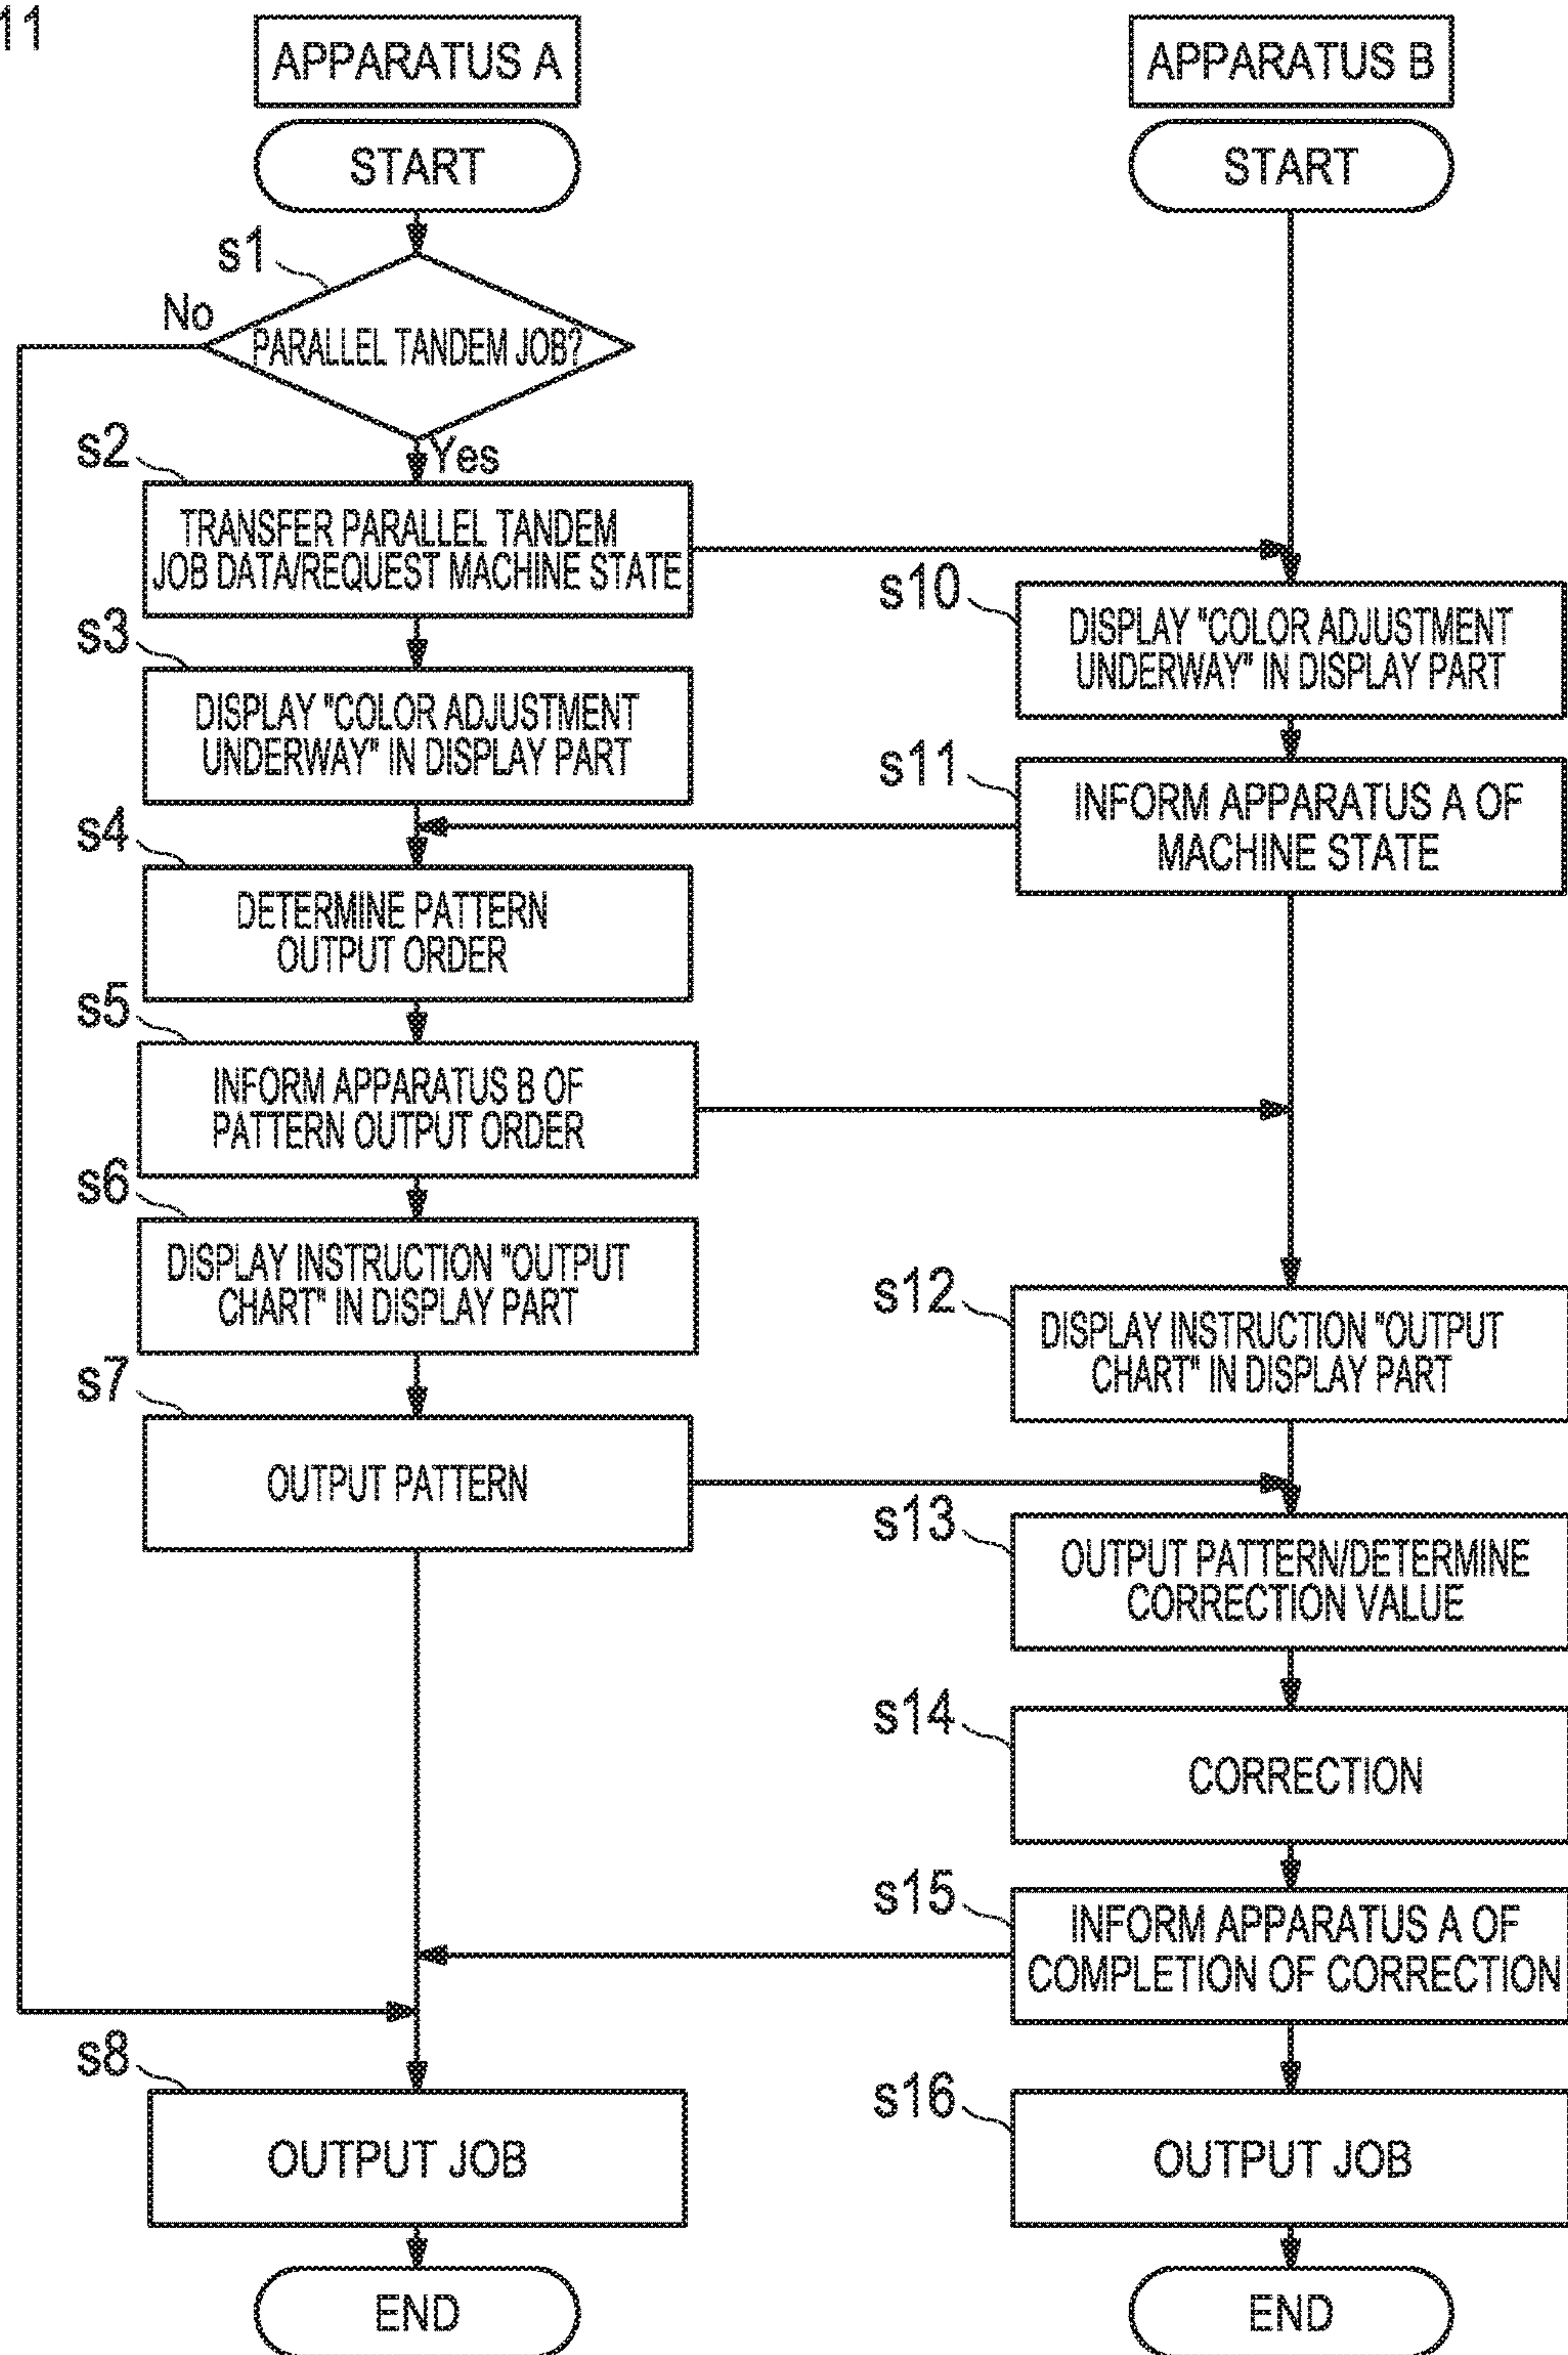 11
APPARATUS A
START
s1
No
PARALLEL TANDEM JOB?
Yes
s2
TRANSFER PARALLEL TANDEM
JOB DATA/REQUEST MACHINE STATE
s3
DISPLAY "COLOR ADJUSTMENT
UNDERWAY" IN DISPLAY PART
s4
DETERMINE PATTERN
OUTPUT ORDER
s5
INFORM APPARATUS B OF
PATTERN OUTPUT ORDER
s6
DISPLAY INSTRUCTION "OUTPUT
CHART" IN DISPLAY PART
s7
OUTPUT PATTERN
s8
OUTPUT JOB
END
APPARATUS B
START
s10
DISPLAY "COLOR ADJUSTMENT
UNDERWAY" IN DISPLAY PART
s11
INFORM APPARATUS A OF
MACHINE STATE
s12
DISPLAY INSTRUCTION "OUTPUT
CHART" IN DISPLAY PART
s13
OUTPUT PATTERN/DETERMINE
CORRECTION VALUE
s14
CORRECTION
s15
INFORM APPARATUS A OF
COMPLETION OF CORRECTION
s16
OUTPUT JOB
END